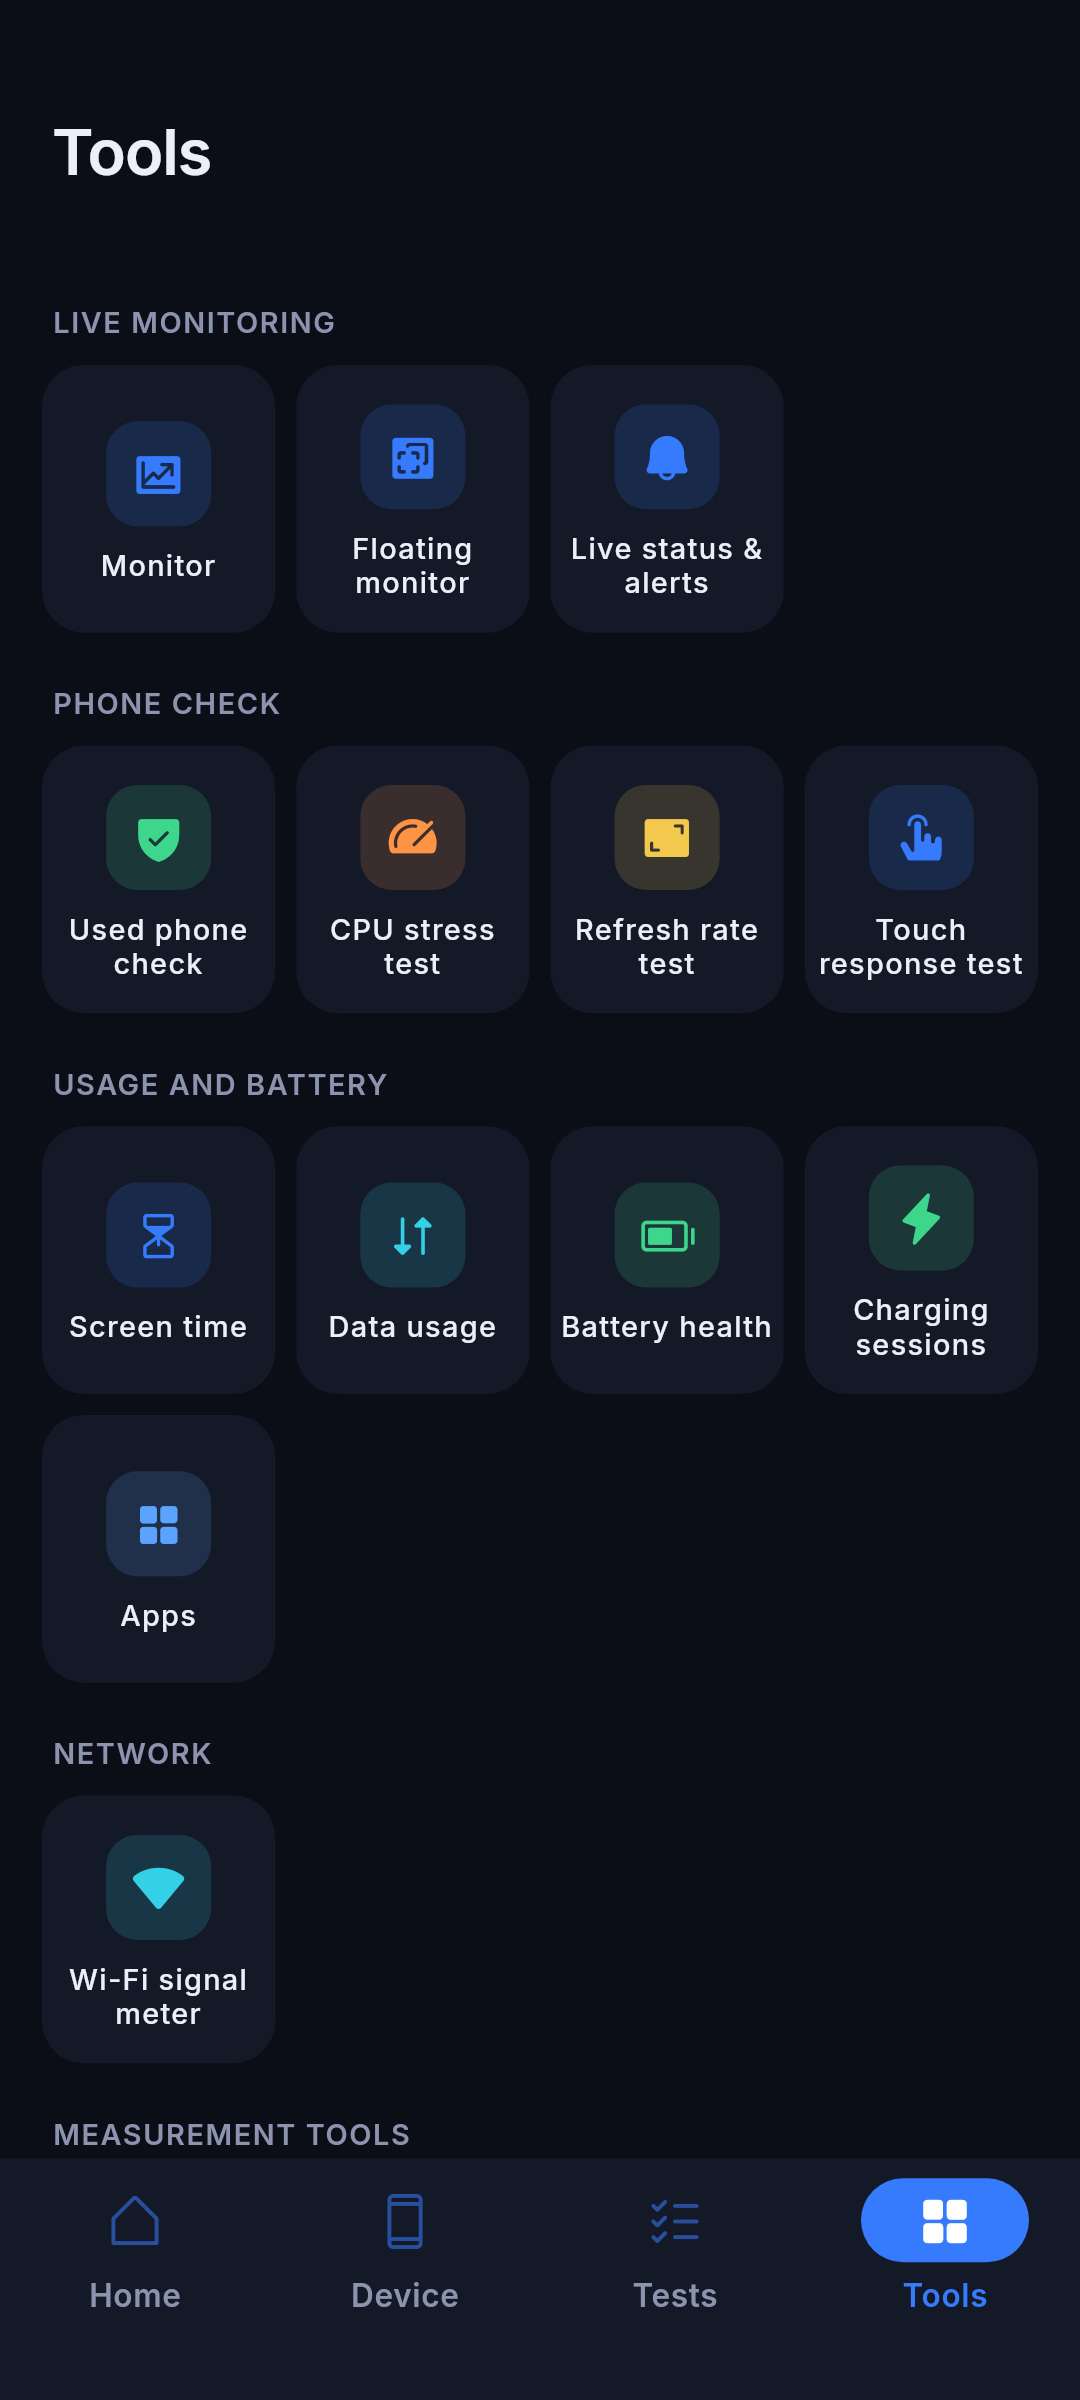 Tools
LIVE MONITORING
Monitor
Floating
monitor
Live status &
alerts
PHONE CHECK
Used phone
check
CPU stress
test
Refresh rate
test
Touch
response test
USAGE AND BATTERY
Screen time
Data usage
Battery health
Charging
sessions
Apps
NETWORK
Wi-Fi signal
meter
MEASUREMENT TOOLS
Home
Device
Tests
Tools